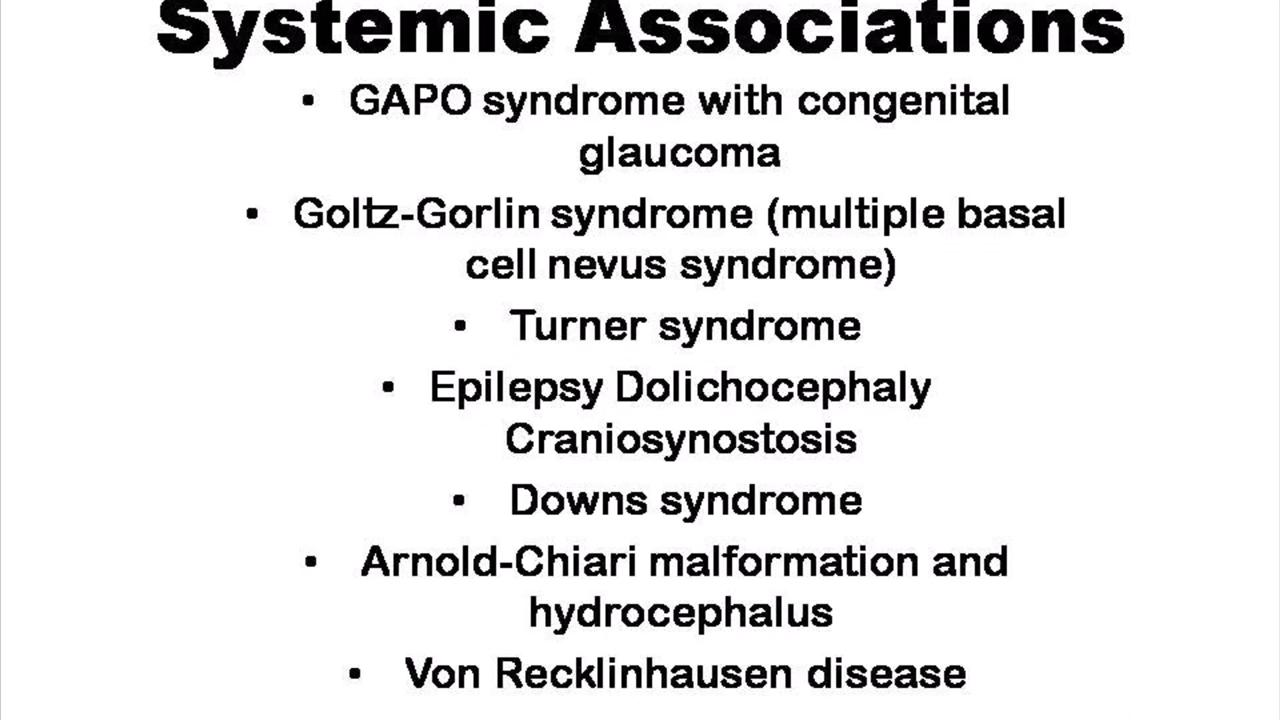 Systemic Associations
• GAPO syndrome with congenital
glaucoma
• Goltz-Gorlin syndrome (multiple basal
cell nevus syndrome)
• Turner syndrome
• Epilepsy Dolichocephaly
Craniosynostosis
• Downs syndrome
• Arnold-Chiari malformation and
hydrocephalus
• Von Recklinhausen disease